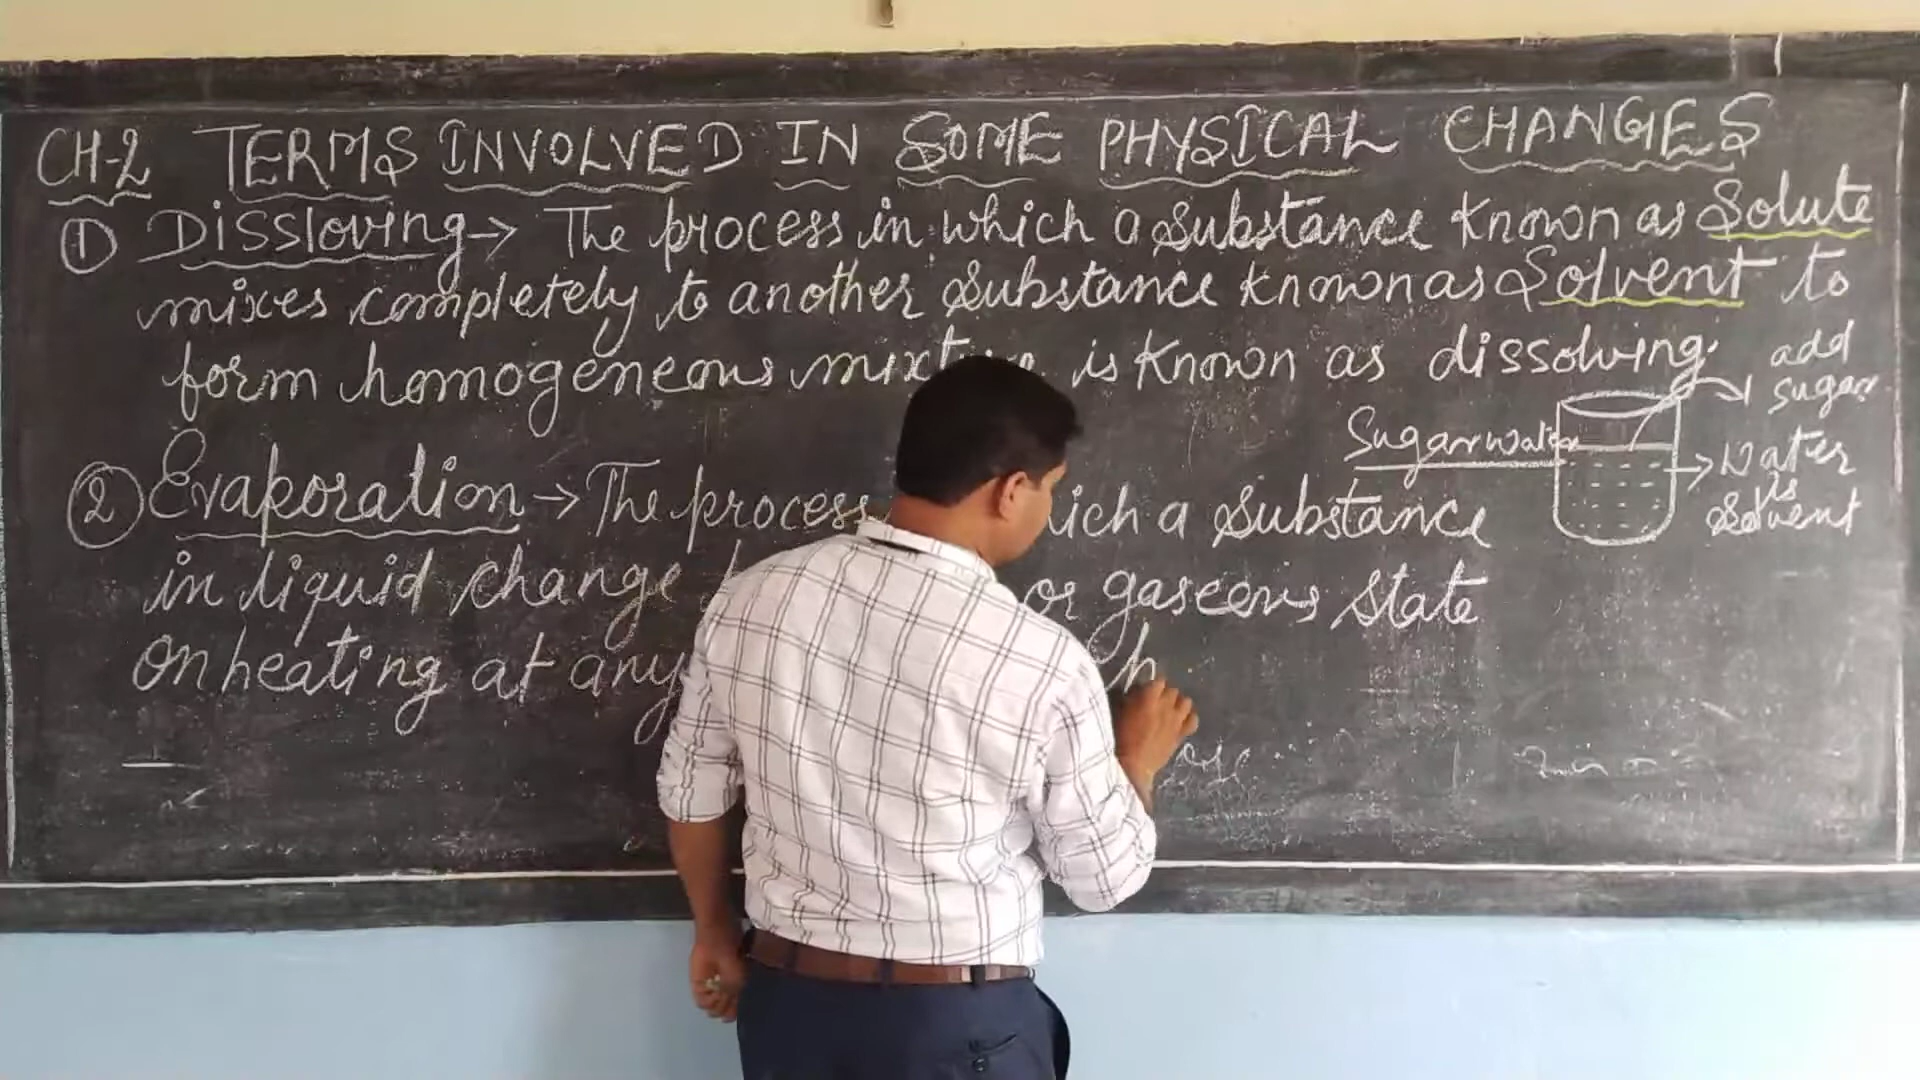 CH-2 TERMS INVOLVED IN SOME PHYSICAL CHANGES
① Dissloving → The process in which a substance known as Solute
mixes completely to another substance known as Solvent to
form homogeneous mixture is known as dissolving.
add
sugar
Sugar water
Water
is
Solvent
② Evaporation → The process ich a substance
in liquid change or gaseous state
on heating at any h